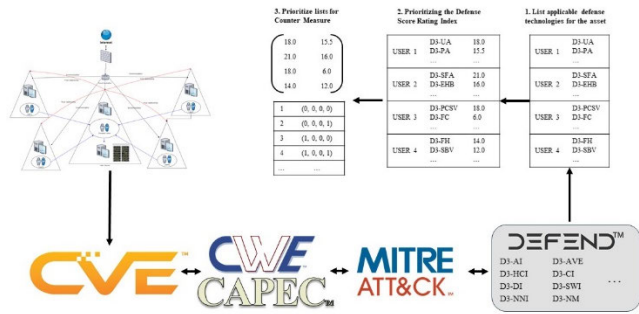 3. Prioritize lists for
Counter Measure
2. Prioritizing the Defense
Score Rating Index
1. List applicable defense
technologies for the asset
18.0 15.5
21.0 16.0
18.0 6.0
14.0 12.0
1 (0, 0, 0, 0)
2 (0, 0, 0, 1)
3 (1, 0, 0, 0)
4 (1, 0, 0, 1)
... ...
USER 1
D3-UA 18.0
D3-PA 15.5
... ...
USER 2
D3-SFA 21.0
D3-EHB 16.0
... ...
USER 3
D3-PCSV 18.0
D3-FC 6.0
... ...
USER 4
D3-FH 14.0
D3-SBV 12.0
... ...
USER 1
D3-UA
D3-PA
...
USER 2
D3-SFA
D3-EHB
...
USER 3
D3-PCSV
D3-FC
...
USER 4
D3-FH
D3-SBV
...
CVE™
CWE
CAPEC™
MITRE
ATT&CK™
DEFEND™
D3-AI D3-AVE
D3-HCI D3-CI
D3-DI D3-SWI ...
D3-NNI D3-NM